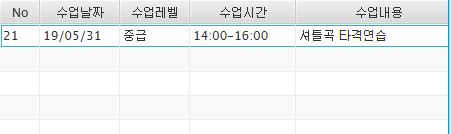 No 수업날짜 수업레벨 수업시간 수업내용
21 19/05/31 중급 14:00-16:00 셔틀곡 타격연습